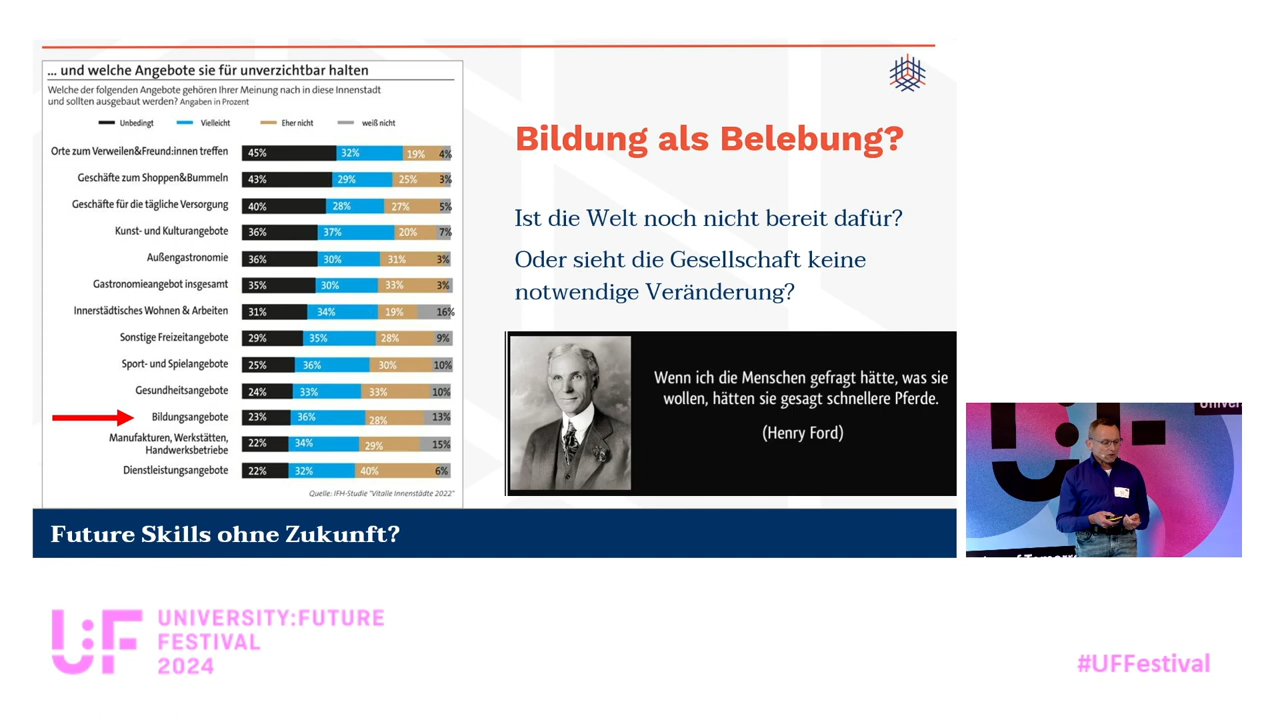 ... und welche Angebote sie für unverzichtbar halten
Welche der folgenden Angebote gehören Ihrer Meinung nach in diese Innenstadt
und sollten ausgebaut werden? Angaben in Prozent
Unbedingt Vielleicht Eher nicht weiß nicht
Orte zum Verweilen&Freund:innen treffen 45% 32% 19% 4%
Geschäfte zum Shoppen&Bummeln 43% 29% 25% 3%
Geschäfte für die tägliche Versorgung 40% 28% 27% 5%
Kunst- und Kulturangebote 36% 37% 20% 7%
Außengastronomie 36% 30% 31% 3%
Gastronomieangebot insgesamt 35% 30% 33% 3%
Innerstädtisches Wohnen & Arbeiten 31% 34% 19% 16%
Sonstige Freizeitangebote 29% 35% 28% 9%
Sport- und Spielangebote 25% 36% 30% 10%
Gesundheitsangebote 24% 33% 33% 10%
Bildungsangebote 23% 36% 28% 13%
Manufakturen, Werkstätten,
Handwerksbetriebe 22% 34% 29% 15%
Dienstleistungsangebote 22% 32% 40% 6%
Quelle: IFH-Studie "Vitalle Innenstädte 2022"
Bildung als Belebung?
Ist die Welt noch nicht bereit dafür?
Oder sieht die Gesellschaft keine
notwendige Veränderung?
Wenn ich die Menschen gefragt hätte, was sie
wollen, hätten sie gesagt schnellere Pferde.
(Henry Ford)
Future Skills ohne Zukunft?
U:F
UNIVERSITY:FUTURE
FESTIVAL
2024
#UFFestival